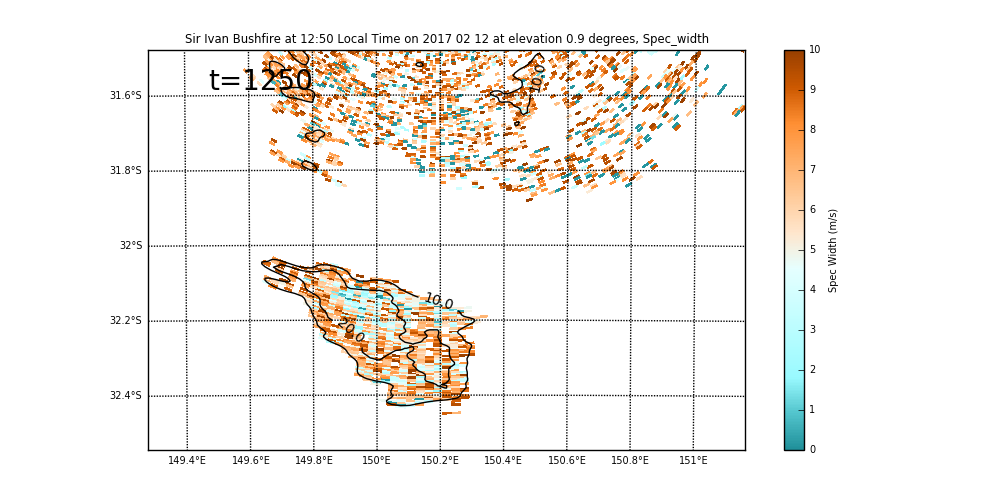 Sir Ivan Bushfire at 12:50 Local Time on 2017 02 12 at elevation 0.9 degrees, Spec_width
t=1250
31.6°S
31.8°S
32°S
32.2°S
32.4°S
10.0
149.4°E 149.6°E 149.8°E 150°E 150.2°E 150.4°E 150.6°E 150.8°E 151°E
10
9
8
7
6
5
4
3
2
1
0
Spec Width (m/s)